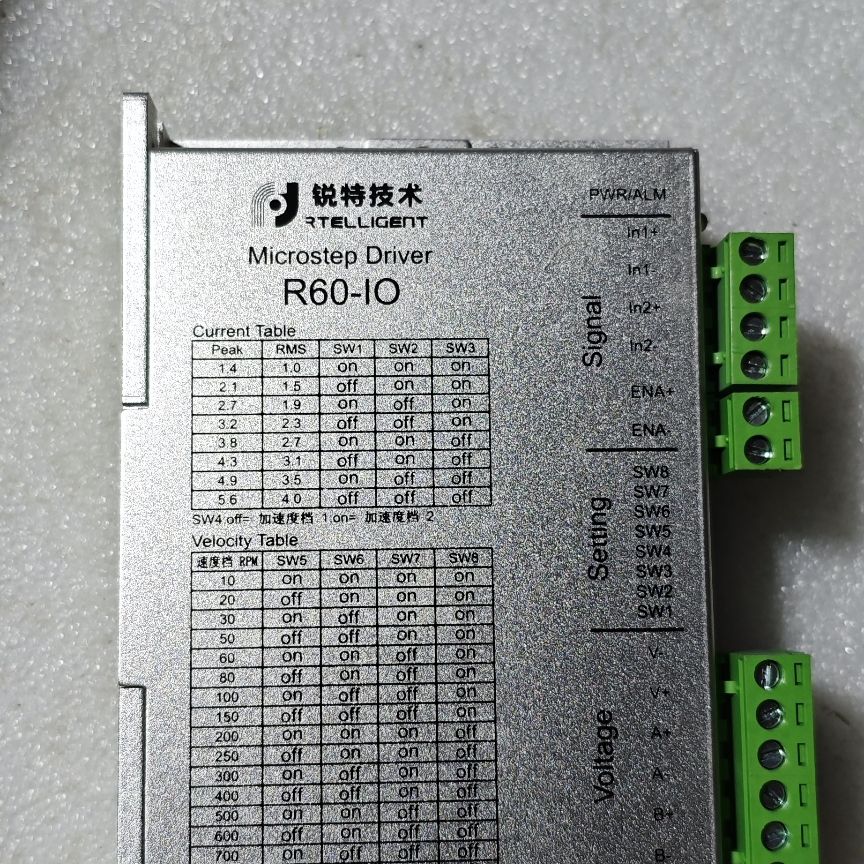 锐特技术
RTELLIGENT
Microstep Driver
R60-IO
Current Table
Peak RMS SW1 SW2 SW3
1.4 1.0 on on on
2.1 1.5 off on on
2.7 1.9 on off on
3.2 2.3 off off on
3.8 2.7 on on off
4.3 3.1 off on off
4.9 3.5 on off off
5.6 4.0 off off off
SW4 off= 加速度档 1,on= 加速度档 2
Velocity Table
速度档 RPM SW5 SW6 SW7 SW8
10 on on on on
20 off on on on
30 on off on on
50 off off on on
60 on on off on
80 off on off on
100 on off off on
150 off off off on
200 on on on off
250 off on on off
300 on off on off
400 off off on off
500 on on off off
600 off on off off
700 on off off off
PWR/ALM
Signal
In1+
In1-
In2+
In2-
ENA+
ENA-
Setting
SW8
SW7
SW6
SW5
SW4
SW3
SW2
SW1
Voltage
V-
V+
A+
A-
B+
B-